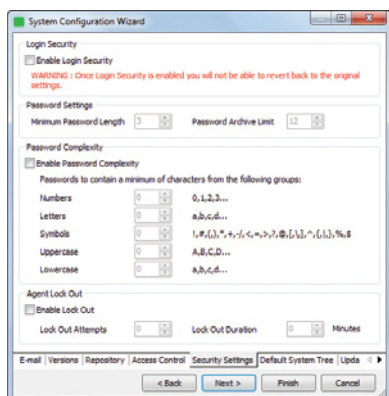 System Configuration Wizard
Login Security
Enable Login Security
WARNING : Once Login Security is enabled you will not be able to revert back to the original
settings.
Password Settings
Minimum Password Length 3 Password Archive Limit 12
Password Complexity
Enable Password Complexity
Passwords to contain a minimum of characters from the following groups:
Numbers 0 0,1,2,3...
Letters 0 a,b,c,d...
Symbols 0 !,#,(,),*,+,-/,<,=,>,?,@,[,\,],^,{,|,},%,$
Uppercase 0 A,B,C,D...
Lowercase 0 a,b,c,d...
Agent Lock Out
Enable Lock Out
Lock Out Attempts 0 Lock Out Duration 0 Minutes
E-mail Versions Repository Access Control Security Settings Default System Tree Upda
< Back Next > Finish Cancel